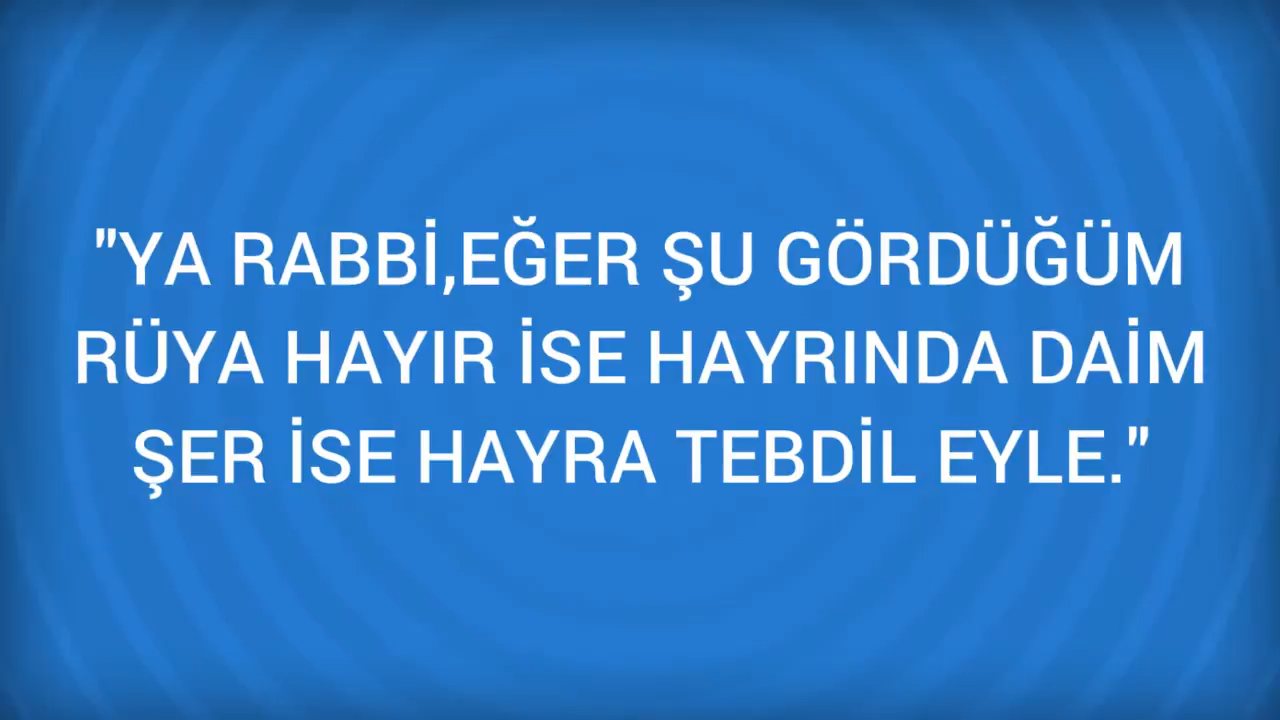 "YA RABBİ,EĞER ŞU GÖRDÜĞÜM
RÜYA HAYIR İSE HAYRINDA DAİM
ŞER İSE HAYRA TEBDİL EYLE."